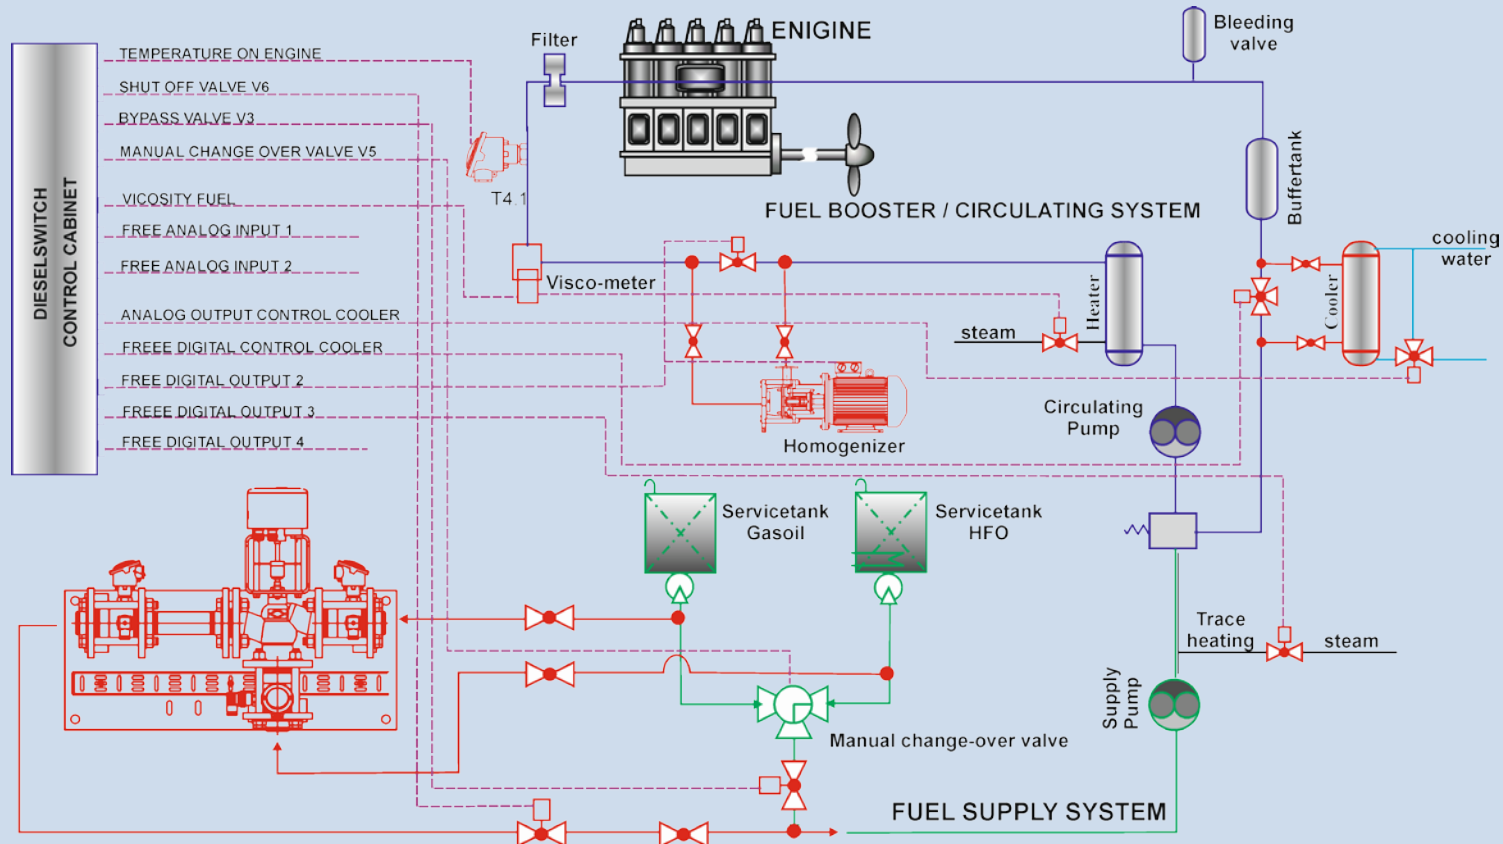 DIESELSWITCH
CONTROL CABINET
TEMPERATURE ON ENGINE
SHUT OFF VALVE V6
BYPASS VALVE V3
MANUAL CHANGE OVER VALVE V5
VICOSITY FUEL
FREE ANALOG INPUT 1
FREE ANALOG INPUT 2
ANALOG OUTPUT CONTROL COOLER
FREEE DIGITAL CONTROL COOLER
FREE DIGITAL OUTPUT 2
FREEE DIGITAL OUTPUT 3
FREE DIGITAL OUTPUT 4
Filter
ENIGINE
Bleeding
valve
T4.1
FUEL BOOSTER / CIRCULATING SYSTEM
Buffertank
cooling
water
Visco-meter
Heater
Cooler
steam
Circulating
Pump
Homogenizer
Servicetank
Gasoil
Servicetank
HFO
Trace
heating
steam
Supply
Pump
Manual change-over valve
FUEL SUPPLY SYSTEM